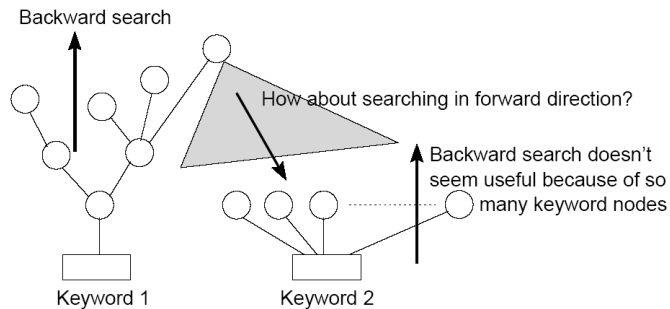 Backward search
How about searching in forward direction?
Backward search doesn't
seem useful because of so
many keyword nodes
Keyword 1
Keyword 2